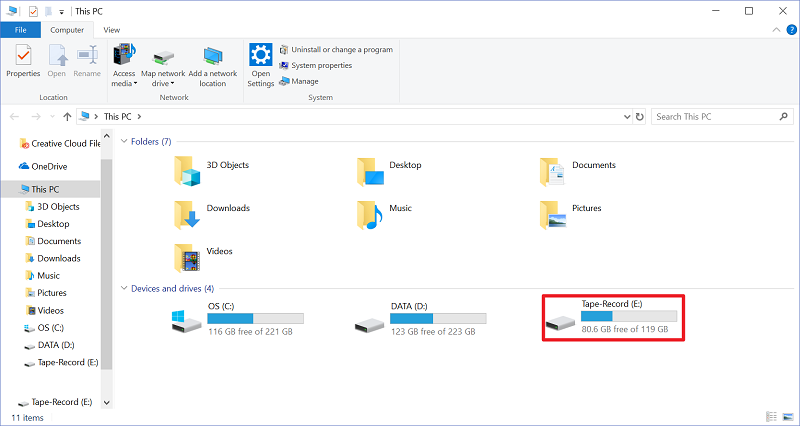 This PC
File
Computer
View
Properties
Open
Rename
Access media
Map network drive
Add a network location
Open Settings
Uninstall or change a program
System properties
Manage
Location
Network
System
This PC
Search This PC
Creative Cloud File
OneDrive
This PC
3D Objects
Desktop
Documents
Downloads
Music
Pictures
Videos
OS (C:)
DATA (D:)
Tape-Record (E:)
Tape-Record (E:)
Folders (7)
3D Objects
Desktop
Documents
Downloads
Music
Pictures
Videos
Devices and drives (4)
OS (C:)
116 GB free of 221 GB
DATA (D:)
123 GB free of 223 GB
Tape-Record (E:)
80.6 GB free of 119 GB
11 items